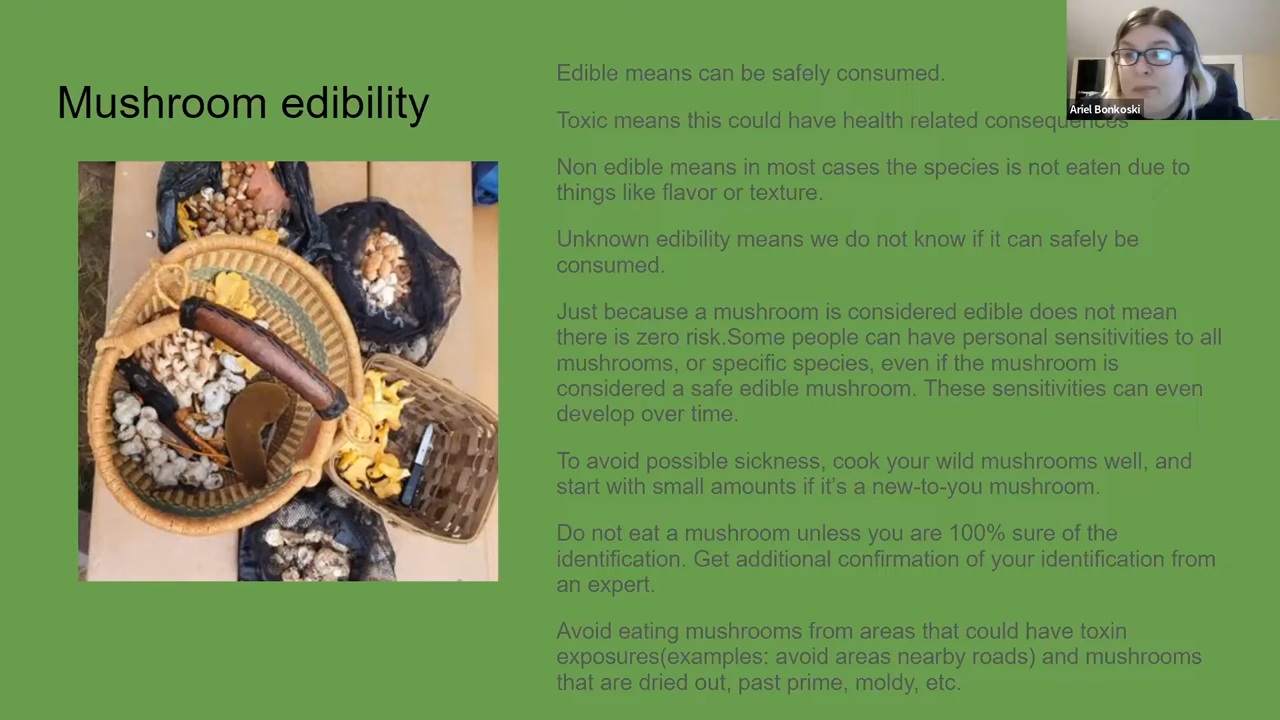 Mushroom edibility
Edible means can be safely consumed.
Toxic means this could have health related consequences
Non edible means in most cases the species is not eaten due to
things like flavor or texture.
Unknown edibility means we do not know if it can safely be
consumed.
Just because a mushroom is considered edible does not mean
there is zero risk.Some people can have personal sensitivities to all
mushrooms, or specific species, even if the mushroom is
considered a safe edible mushroom. These sensitivities can even
develop over time.
To avoid possible sickness, cook your wild mushrooms well, and
start with small amounts if it's a new-to-you mushroom.
Do not eat a mushroom unless you are 100% sure of the
identification. Get additional confirmation of your identification from
an expert.
Avoid eating mushrooms from areas that could have toxin
exposures(examples: avoid areas nearby roads) and mushrooms
that are dried out, past prime, moldy, etc.
Ariel Bonkoski